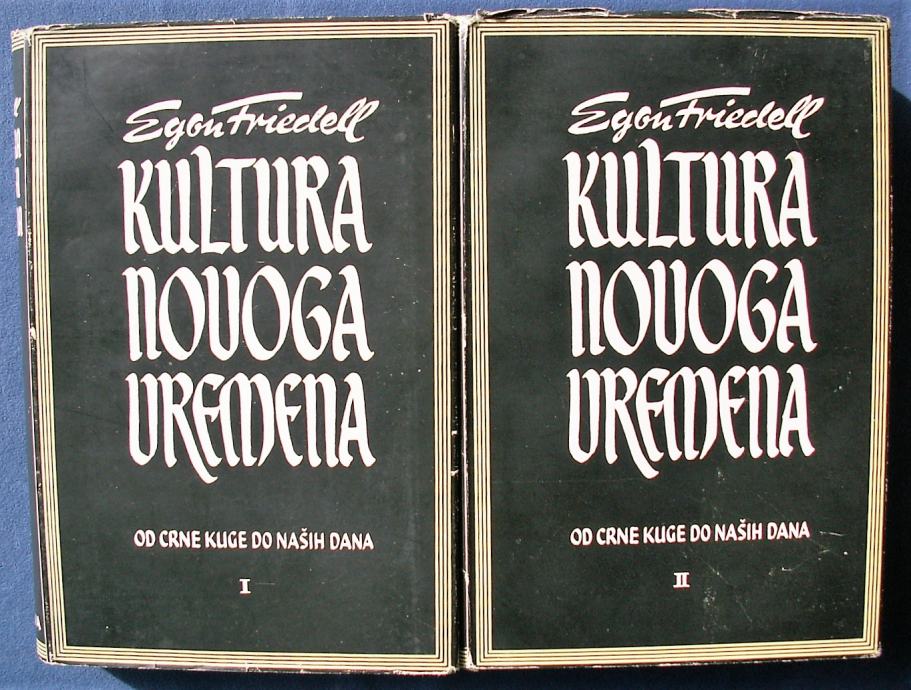 Egon Friedell
KULTURA
NOVOGA
VREMENA
OD CRNE KUGE DO NAŠIH DANA
I
Egon Friedell
KULTURA
NOVOGA
VREMENA
OD CRNE KUGE DO NAŠIH DANA
II